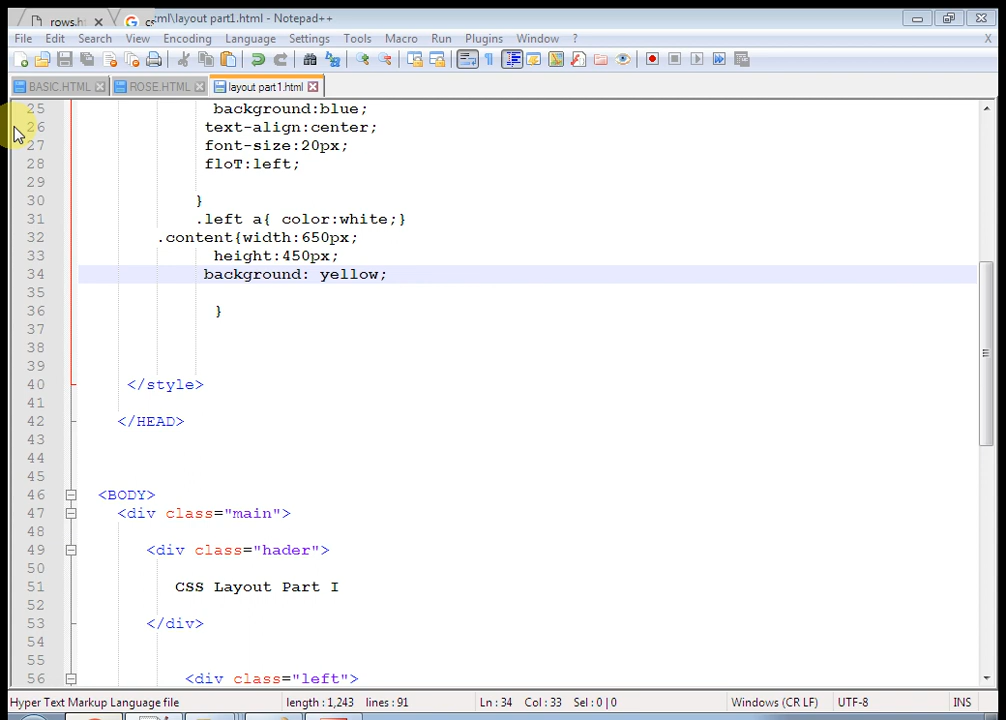 rows.h
cs
ml\layout part1.html - Notepad++
File Edit Search View Encoding Language Settings Tools Macro Run Plugins Window ? X
BASIC.HTML ROSE.HTML layout part1.html
25 background:blue;
26 text-align:center;
27 font-size:20px;
28 floT:left;
29
30 }
31 .left a{ color:white;}
32 .content{width:650px;
33 height:450px;
34 background: yellow;
35
36 }
37
38
39
40 </style>
41
42 </HEAD>
43
44
45
46 <BODY>
47 <div class="main">
48
49 <div class="hader">
50
51 CSS Layout Part I
52
53 </div>
54
55
56 <div class="left">
Hyper Text Markup Language file length : 1,243 lines : 91 Ln : 34 Col : 33 Sel : 0 | 0 Windows (CR LF) UTF-8 INS